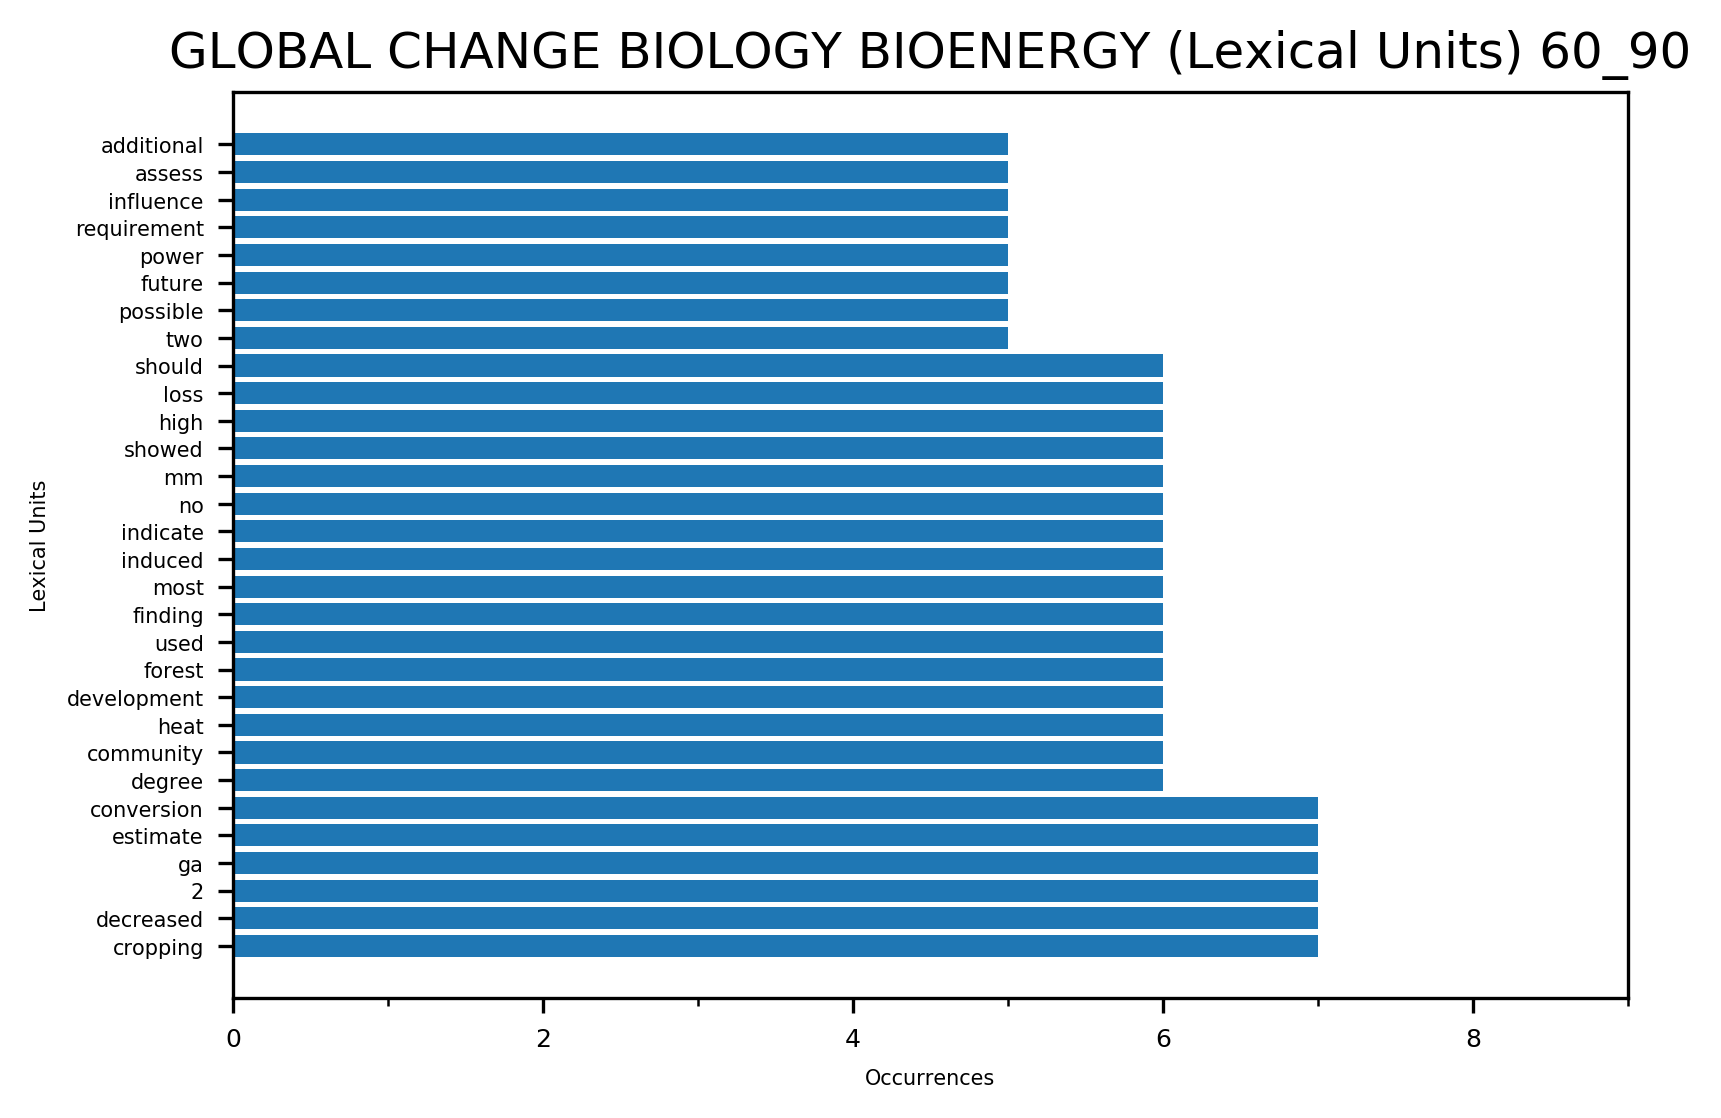 GLOBAL CHANGE BIOLOGY BIOENERGY (Lexical Units) 60_90
additional
assess
influence
requirement
power
future
possible
two
should
loss
high
showed
mm
no
indicate
induced
most
finding
used
forest
development
heat
community
degree
conversion
estimate
ga
2
decreased
cropping
Lexical Units
0 2 4 6 8
Occurrences